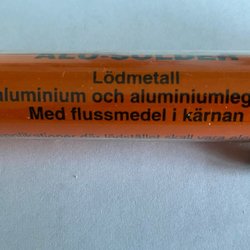 ALU-SOLDER
Lödmetall
aluminium och aluminiumleg
Med flussmedel i kärnan